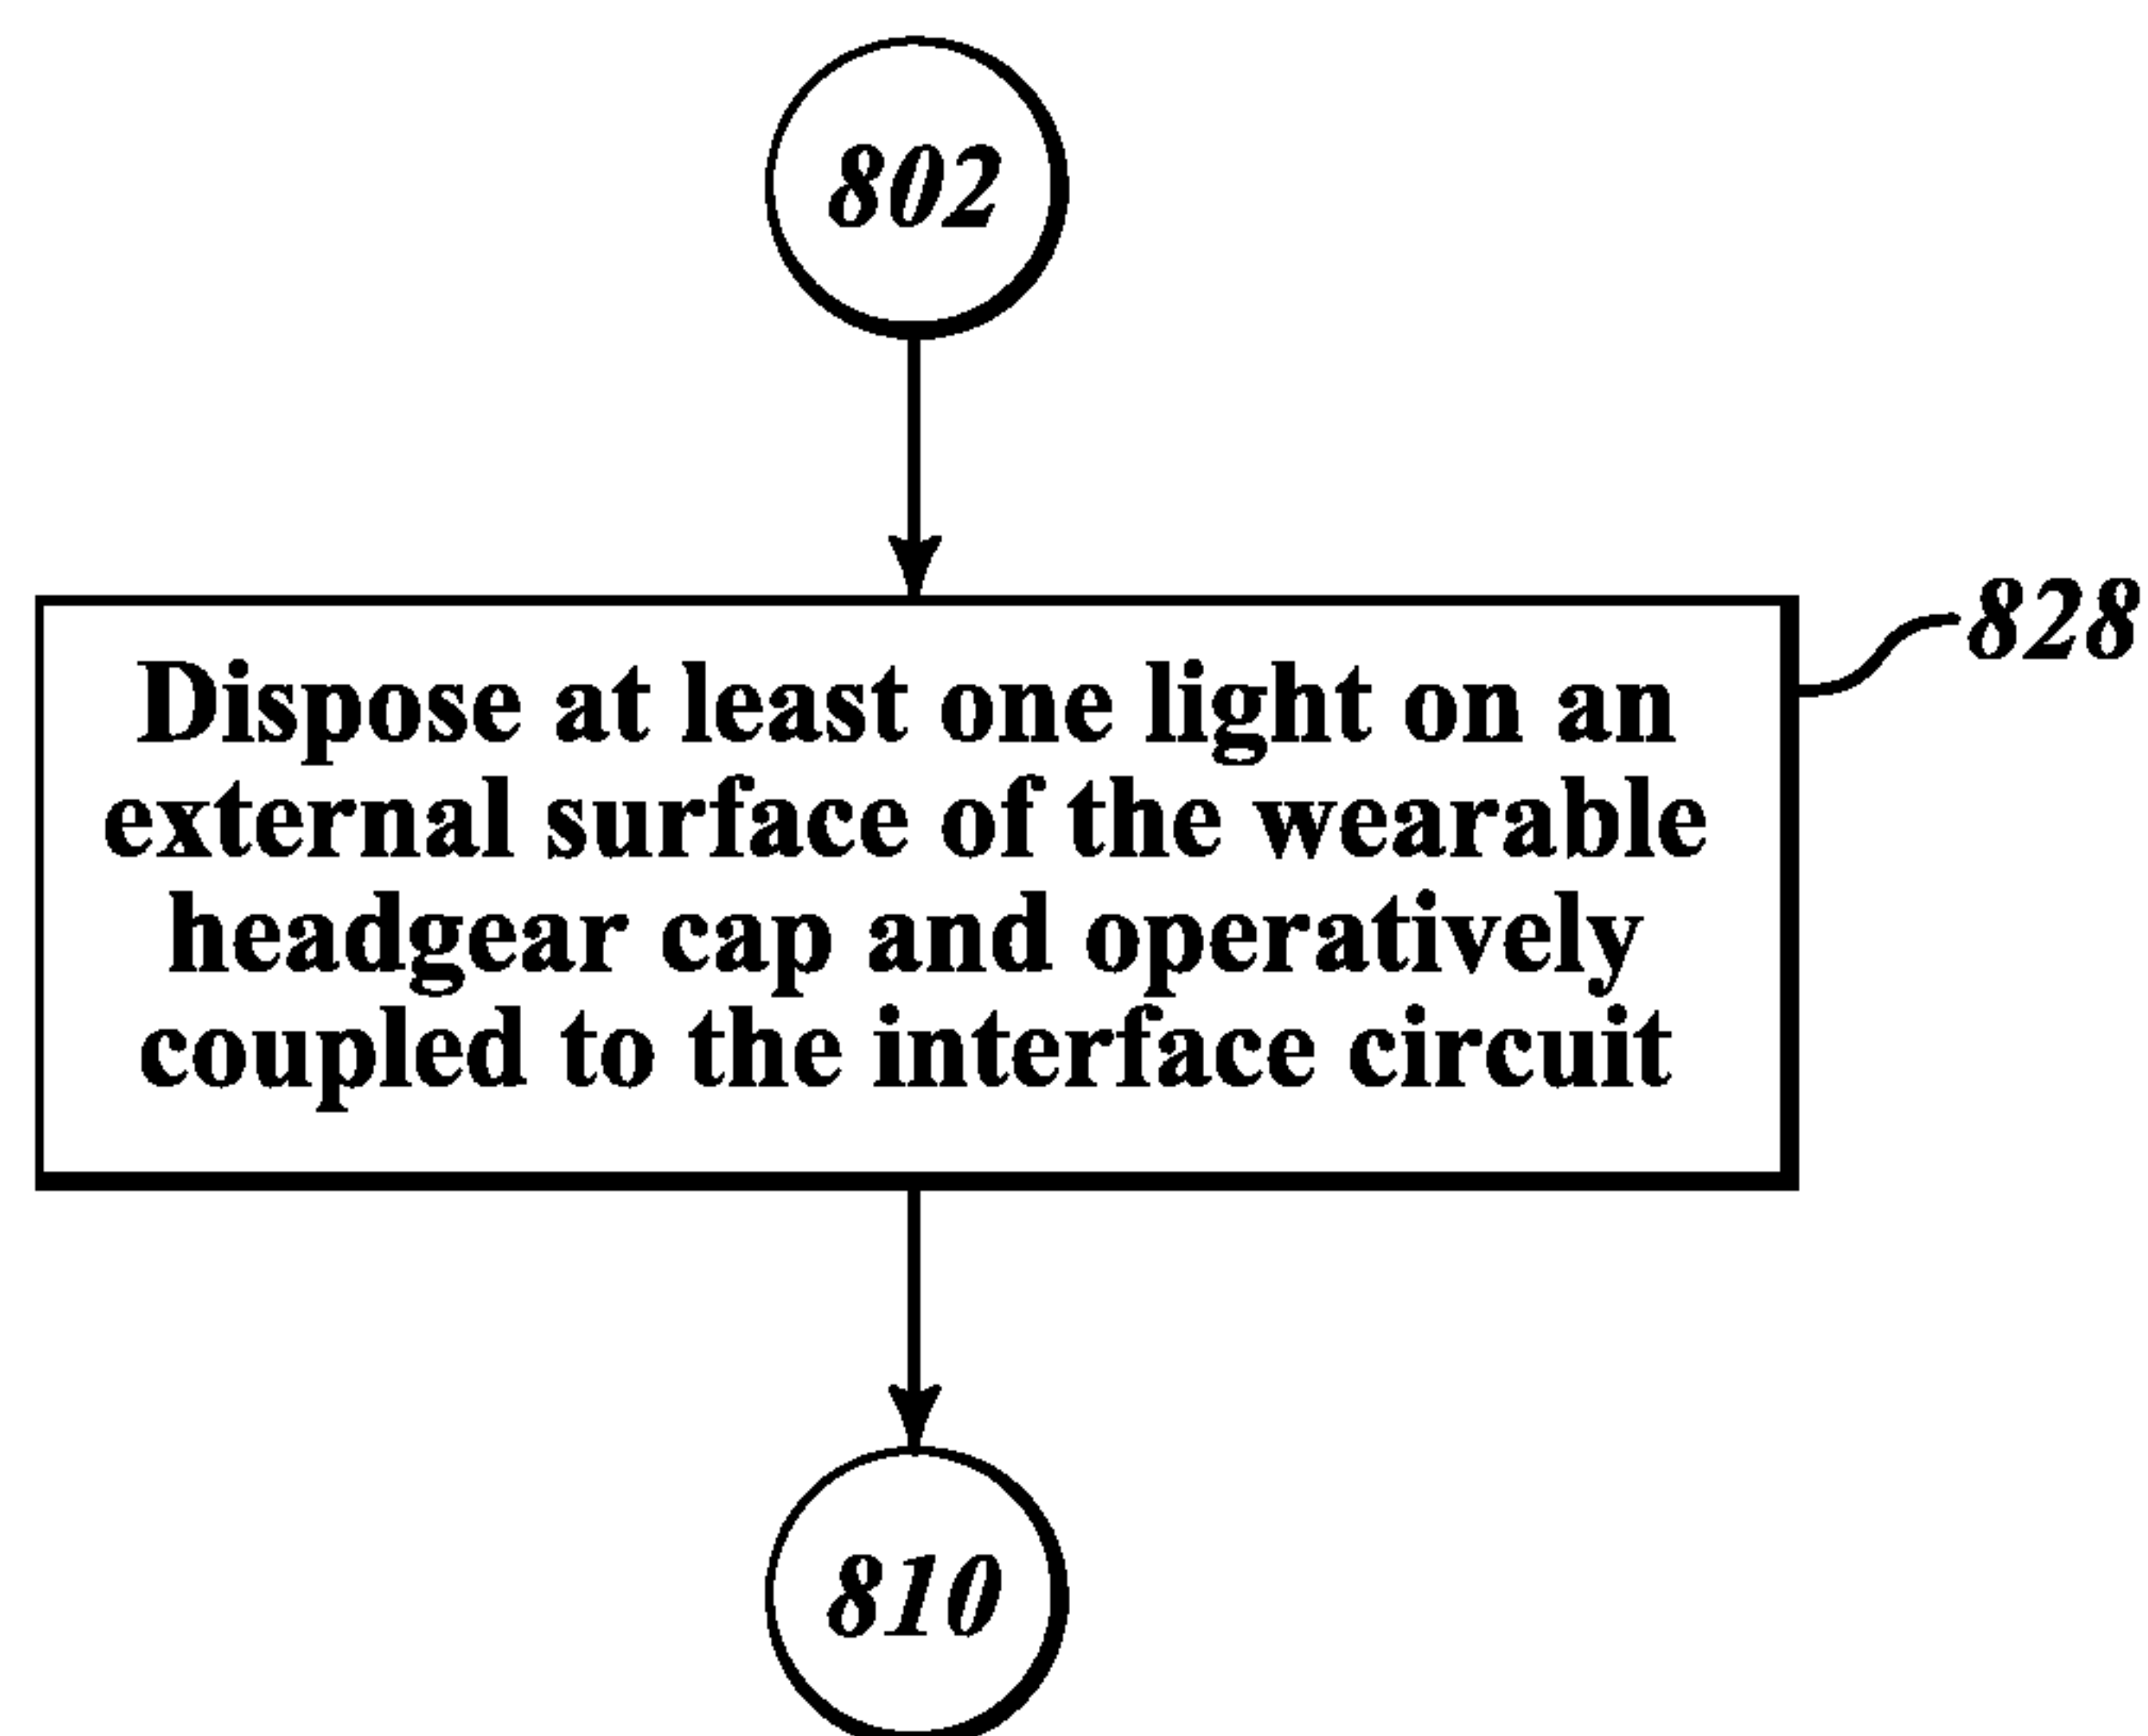 802
828
Dispose at least one light on an
external surface of the wearable
headgear cap and operatively
coupled to the interface circuit
810